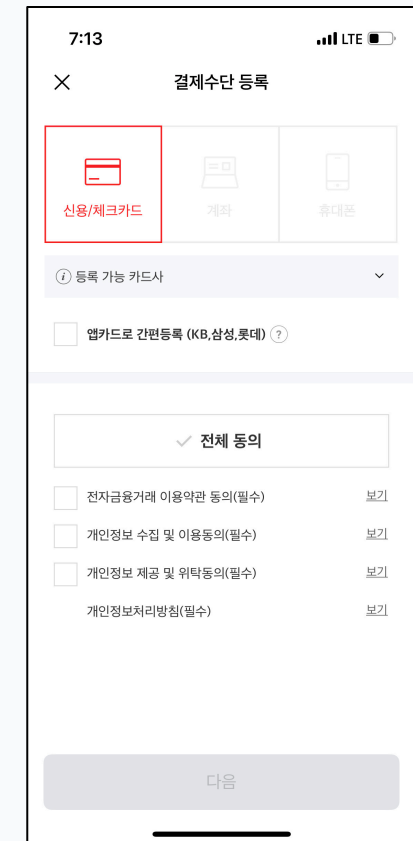 7:13
LTE
결제수단 등록
신용/체크카드
계좌
휴대폰
i 등록 가능 카드사
앱카드로 간편등록 (KB,삼성,롯데) ?
전체 동의
전자금융거래 이용약관 동의(필수) 보기
개인정보 수집 및 이용동의(필수) 보기
개인정보 제공 및 위탁동의(필수) 보기
개인정보처리방침(필수) 보기
다음